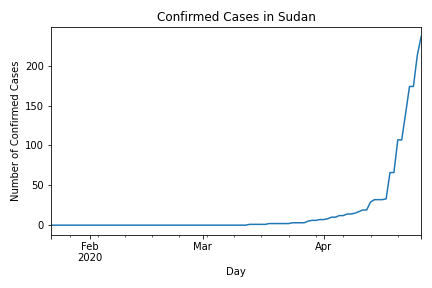 Confirmed Cases in Sudan
Number of Confirmed Cases
200
150
100
50
0
Feb
2020
Mar
Apr
Day